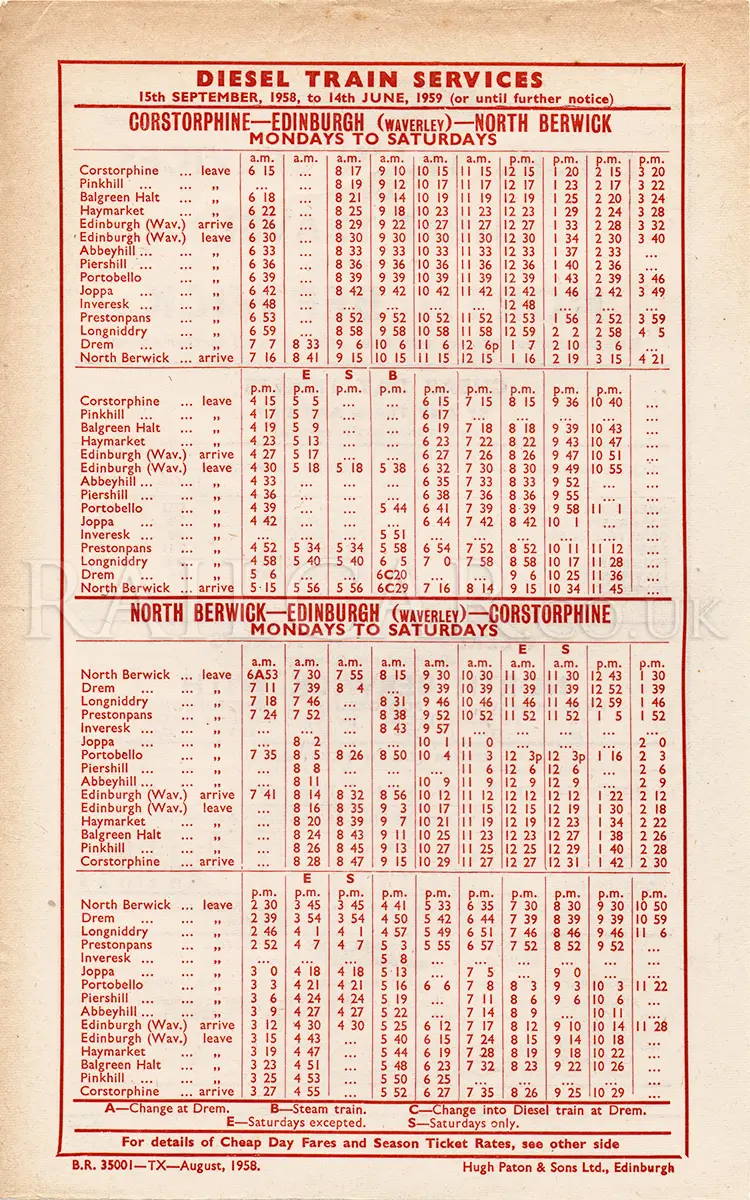 DIESEL TRAIN SERVICES
15th SEPTEMBER, 1958, to 14th JUNE, 1959 (or until further notice)
CORSTORPHINE—EDINBURGH (WAVERLEY)—NORTH BERWICK
MONDAYS TO SATURDAYS
a.m. a.m. a.m. a.m. a.m. a.m. p.m. p.m. p.m. p.m.
Corstorphine ... leave 6 15 ... 8 17 9 10 10 15 11 15 12 15 1 20 2 15 3 20
Pinkhill ... ... „ ... ... 8 19 9 12 10 17 11 17 12 17 1 23 2 17 3 22
Balgreen Halt ... „ 6 18 ... 8 21 9 14 10 19 11 19 12 19 1 25 2 20 3 24
Haymarket ... „ 6 22 ... 8 25 9 18 10 23 11 23 12 23 1 29 2 24 3 28
Edinburgh (Wav.) arrive 6 26 ... 8 29 9 22 10 27 11 27 12 27 1 33 2 28 3 32
Edinburgh (Wav.) leave 6 30 ... 8 30 9 30 10 30 11 30 12 30 1 34 2 30 3 40
Abbeyhill ... ... „ 6 33 ... 8 33 9 33 10 33 11 33 12 33 1 37 2 33 ...
Piershill ... ... „ 6 36 ... 8 36 9 36 10 36 11 36 12 36 1 40 2 36 ...
Portobello ... „ 6 39 ... 8 39 9 39 10 39 11 39 12 39 1 43 2 39 3 46
Joppa ... ... „ 6 42 ... 8 42 9 42 10 42 11 42 12 42 1 46 2 42 3 49
Inveresk ... ... „ 6 48 ... ... ... ... ... 12 48 ... ... ...
Prestonpans ... „ 6 53 ... 8 52 9 52 10 52 11 52 12 53 1 56 2 52 3 59
Longniddry ... „ 6 59 ... 8 58 9 58 10 58 11 58 12 59 2 2 2 58 4 5
Drem ... ... „ 7 7 8 33 9 6 10 6 11 6 12 6p 1 7 2 10 3 6 ...
North Berwick ... arrive 7 16 8 41 9 15 10 15 11 15 12 15 1 16 2 19 3 15 4 21
E S B
p.m. p.m. p.m. p.m. p.m. p.m. p.m. p.m. p.m.
Corstorphine ... leave 4 15 5 5 ... ... 6 15 7 15 8 15 9 36 10 40 ...
Pinkhill ... ... „ 4 17 5 7 ... ... 6 17 ... ... ... ... ...
Balgreen Halt ... „ 4 19 5 9 ... ... 6 19 7 18 8 18 9 39 10 43 ...
Haymarket ... „ 4 23 5 13 ... ... 6 23 7 22 8 22 9 43 10 47 ...
Edinburgh (Wav.) arrive 4 27 5 17 ... ... 6 27 7 26 8 26 9 47 10 51 ...
Edinburgh (Wav.) leave 4 30 5 18 5 18 5 38 6 32 7 30 8 30 9 49 10 55 ...
Abbeyhill ... ... „ 4 33 ... ... ... 6 35 7 33 8 33 9 52 ... ...
Piershill ... ... „ 4 36 ... ... ... 6 38 7 36 8 36 9 55 ... ...
Portobello ... „ 4 39 ... ... 5 44 6 41 7 39 8 39 9 58 11 1 ...
Joppa ... ... „ 4 42 ... ... ... 6 44 7 42 8 42 10 1 ... ...
Inveresk ... ... „ ... ... ... 5 51 ... ... ... ... ... ...
Prestonpans ... „ 4 52 5 34 5 34 5 58 6 54 7 52 8 52 10 11 11 12 ...
Longniddry ... „ 4 58 5 40 5 40 6 5 7 0 7 58 8 58 10 17 11 28 ...
Drem ... ... „ 5 6 ... ... 6C20 ... ... 9 6 10 25 11 36 ...
North Berwick ... arrive 5 15 5 56 5 56 6C29 7 16 8 14 9 15 10 34 11 45 ...
NORTH BERWICK—EDINBURGH (WAVERLEY)—CORSTORPHINE
MONDAYS TO SATURDAYS
E S
a.m. a.m. a.m. a.m. a.m. a.m. a.m. a.m. p.m. p.m.
North Berwick ... leave 6A53 7 30 7 55 8 15 9 30 10 30 11 30 11 30 12 43 1 30
Drem ... ... „ 7 11 7 39 8 4 ... 9 39 10 39 11 39 11 39 12 52 1 39
Longniddry ... „ 7 18 7 46 ... 8 31 9 46 10 46 11 46 11 46 12 59 1 46
Prestonpans ... „ 7 24 7 52 ... 8 38 9 52 10 52 11 52 11 52 1 5 1 52
Inveresk ... ... „ ... ... ... 8 43 9 57 ... ... ... ... ...
Joppa ... ... „ ... 8 2 ... ... 10 1 11 0 ... ... ... 2 0
Portobello ... „ 7 35 8 5 8 26 8 50 10 4 11 3 12 3p 12 3p 1 16 2 3
Piershill ... ... „ ... 8 8 ... ... ... 11 6 12 6 12 6 ... 2 6
Abbeyhill ... ... „ ... 8 11 ... ... 10 9 11 9 12 9 12 9 ... 2 9
Edinburgh (Wav.) arrive 7 41 8 14 8 32 8 56 10 12 11 12 12 12 12 12 1 22 2 12
Edinburgh (Wav.) leave ... 8 16 8 35 9 3 10 17 11 15 12 15 12 19 1 30 2 18
Haymarket ... „ ... 8 20 8 39 9 7 10 21 11 19 12 19 12 23 1 34 2 22
Balgreen Halt ... „ ... 8 24 8 43 9 11 10 25 11 23 12 23 12 27 1 38 2 26
Pinkhill ... ... „ ... 8 26 8 45 9 13 10 27 11 25 12 25 12 29 1 40 2 28
Corstorphine ... arrive ... 8 28 8 47 9 15 10 29 11 27 12 27 12 31 1 42 2 30
E S
p.m. p.m. p.m. p.m. p.m. p.m. p.m. p.m. p.m. p.m.
North Berwick ... leave 2 30 3 45 3 45 4 41 5 33 6 35 7 30 8 30 9 30 10 50
Drem ... ... „ 2 39 3 54 3 54 4 50 5 42 6 44 7 39 8 39 9 39 10 59
Longniddry ... „ 2 46 4 1 4 1 4 57 5 49 6 51 7 46 8 46 9 46 11 6
Prestonpans ... „ 2 52 4 7 4 7 5 3 5 55 6 57 7 52 8 52 9 52 ...
Inveresk ... ... „ ... ... ... 5 8 ... ... ... ... ... ...
Joppa ... ... „ 3 0 4 18 4 18 5 13 ... 7 5 ... 9 0 ... ...
Portobello ... „ 3 3 4 21 4 21 5 16 6 6 7 8 8 3 9 3 10 3 11 22
Piershill ... ... „ 3 6 4 24 4 24 5 19 ... 7 11 8 6 9 6 10 6 ...
Abbeyhill ... ... „ 3 9 4 27 4 27 5 22 ... 7 14 8 9 ... 10 11 ...
Edinburgh (Wav.) arrive 3 12 4 30 4 30 5 25 6 12 7 17 8 12 9 10 10 14 11 28
Edinburgh (Wav.) leave 3 15 4 43 ... 5 40 6 15 7 24 8 15 9 14 10 18 ...
Haymarket ... „ 3 19 4 47 ... 5 44 6 19 7 28 8 19 9 18 10 22 ...
Balgreen Halt ... „ 3 23 4 51 ... 5 48 6 23 7 32 8 23 9 22 10 26 ...
Pinkhill ... ... „ 3 25 4 53 ... 5 50 6 25 ... ... ... ... ...
Corstorphine ... arrive 3 27 4 55 ... 5 52 6 27 7 35 8 26 9 25 10 29 ...
A—Change at Drem. B—Steam train. C—Change into Diesel train at Drem.
E—Saturdays excepted. S—Saturdays only.
For details of Cheap Day Fares and Season Ticket Rates, see other side
B.R. 35001—TX—August, 1958. Hugh Paton & Sons Ltd., Edinburgh
RAILCAR.co.uk